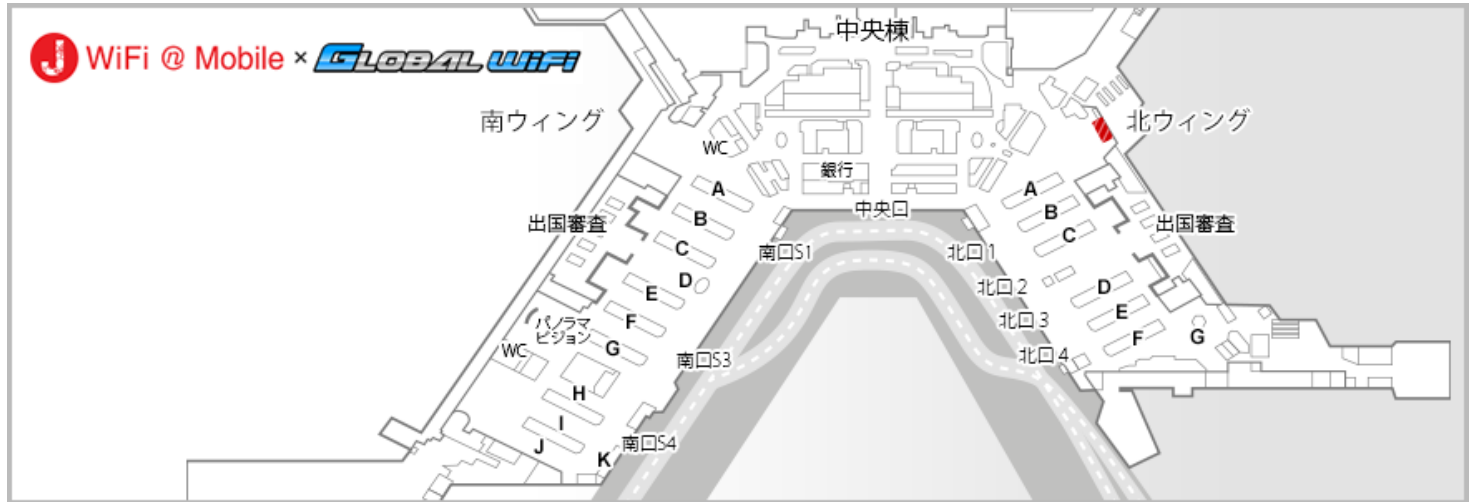 J WiFi @ Mobile × GLOBAL WiFi
中央棟
南ウィング
北ウィング
WC
銀行
中央口
出国審査
出国審査
A
B
C
D
E
F
G
H
I
J
K
パノラマ
ビジョン
WC
南口S1
南口S3
南口S4
北口1
北口2
北口3
北口4
A
B
C
D
E
F
G